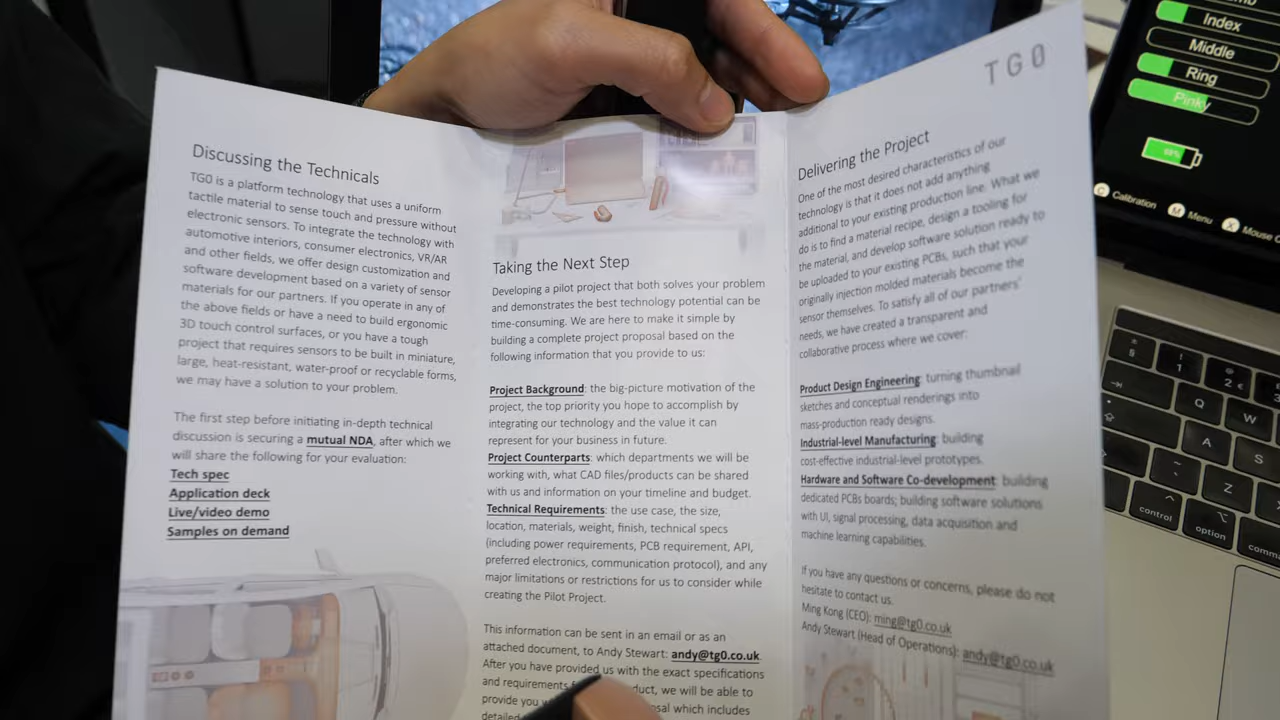 Discussing the Technicals
TG0 is a platform technology that uses a uniform
tactile material to sense touch and pressure without
electronic sensors. To integrate the technology with
automotive interiors, consumer electronics, VR/AR
and other fields, we offer design customization and
software development based on a variety of sensor
materials for our partners. If you operate in any of
the above fields or have a need to build ergonomic
3D touch control surfaces, or you have a tough
project that requires sensors to be built in miniature,
large, heat-resistant, water-proof or recyclable forms,
we may have a solution to your problem.
The first step before initiating in-depth technical
discussion is securing a mutual NDA, after which we
will share the following for your evaluation:
Tech spec
Application deck
Live/video demo
Samples on demand
Taking the Next Step
Developing a pilot project that both solves your problem
and demonstrates the best technology potential can be
time-consuming. We are here to make it simple by
building a complete project proposal based on the
following information that you provide to us:
Project Background: the big-picture motivation of the
project, the top priority you hope to accomplish by
integrating our technology and the value it can
represent for your business in future.
Project Counterparts: which departments we will be
working with, what CAD files/products can be shared
with us and information on your timeline and budget.
Technical Requirements: the use case, the size,
location, materials, weight, finish, technical specs
(including power requirements, PCB requirement, API,
preferred electronics, communication protocol), and any
major limitations or restrictions for us to consider while
creating the Pilot Project.
This information can be sent in an email or as an
attached document, to Andy Stewart: andy@tg0.co.uk
After you have provided us with the exact specifications
and requirements
duct, we will be able to
provide you
which includes
detailed
TG0
Delivering the Project
One of the most desired characteristics of our
technology is that it does not add anything
additional to your existing production line. What we
do is to find a material recipe, design a tooling for
the material, and develop software solution ready to
be uploaded to your existing PCBs, such that your
originally injection molded materials become the
sensor themselves. To satisfy all of our partners'
needs, we have created a transparent and
collaborative process where we cover:
Product Design Engineering: turning thumbnail
sketches and conceptual renderings into
mass-production ready designs.
Industrial-level Manufacturing: building
cost-effective industrial-level prototypes.
Hardware and Software Co-development: building
dedicated PCBs boards; building software solutions
with UI, signal processing, data acquisition and
machine learning capabilities.
If you have any questions or concerns, please do not
hesitate to contact us.
Ming Kong (CEO): ming@tg0.co.uk
Andy Stewart (Head of Operations): andy@tg0.co.uk
Index
Middle
Ring
Pinky
C Calibration
M Menu
X Mouse
§
±
!
1
@
2 €
Q
W
A
S
~
`
Z
control
option